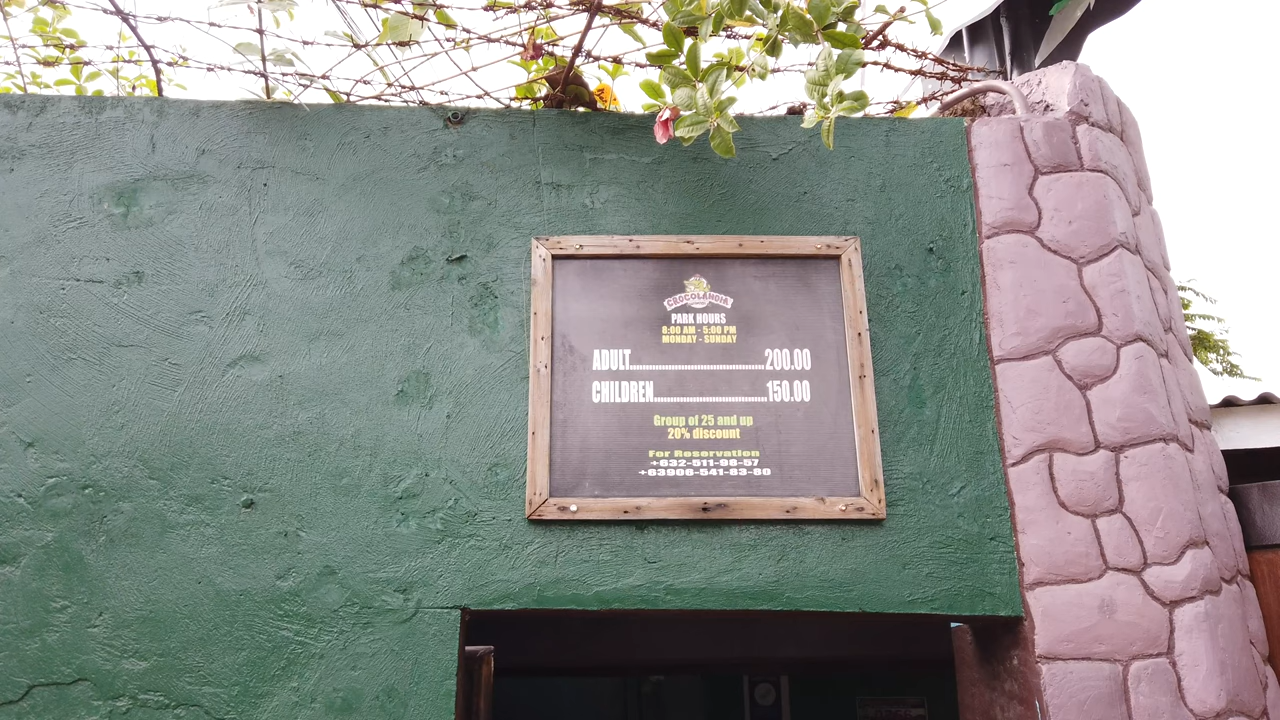 CROCOLANDIA
PARK HOURS
8:00 AM - 5:00 PM
MONDAY - SUNDAY
ADULT..........................................200.00
CHILDREN...................................150.00
Group of 25 and up
20% discount
For Reservation
+632-511-98-57
+63906-541-83-80